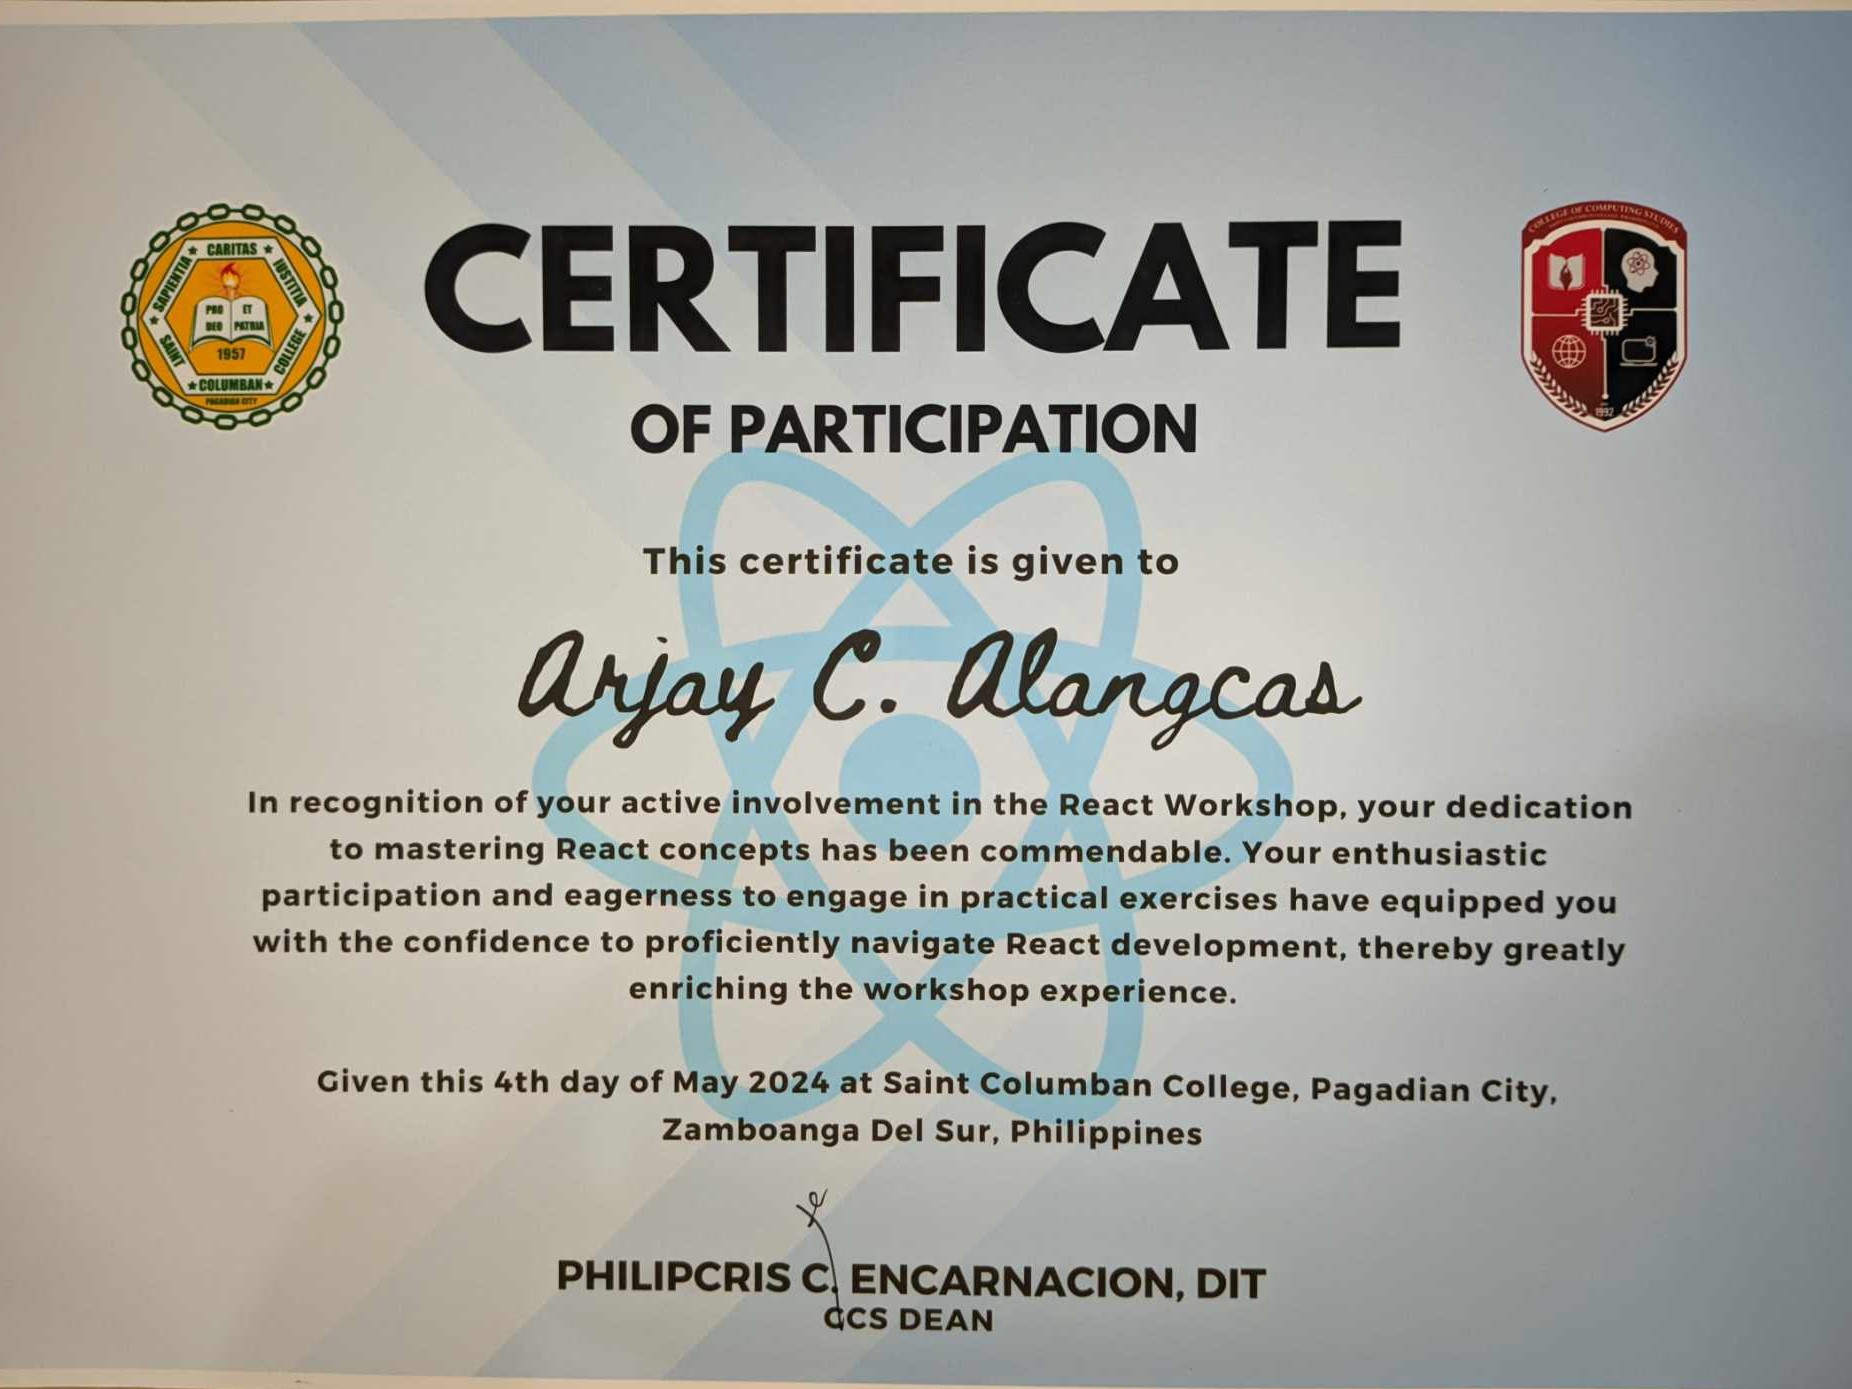 CARITAS
SAPIENTIA
JUSTITIA
PRO ET
DEO PATRIA
1957
SAINT
COLUMBAN
COLLEGE
PAGADIAN CITY
CERTIFICATE
COLLEGE OF COMPUTING STUDIES
1992
OF PARTICIPATION
This certificate is given to
Arjay C. Alangcas
In recognition of your active involvement in the React Workshop, your dedication
to mastering React concepts has been commendable. Your enthusiastic
participation and eagerness to engage in practical exercises have equipped you
with the confidence to proficiently navigate React development, thereby greatly
enriching the workshop experience.
Given this 4th day of May 2024 at Saint Columban College, Pagadian City,
Zamboanga Del Sur, Philippines
PHILIPCRIS C. ENCARNACION, DIT
CCS DEAN